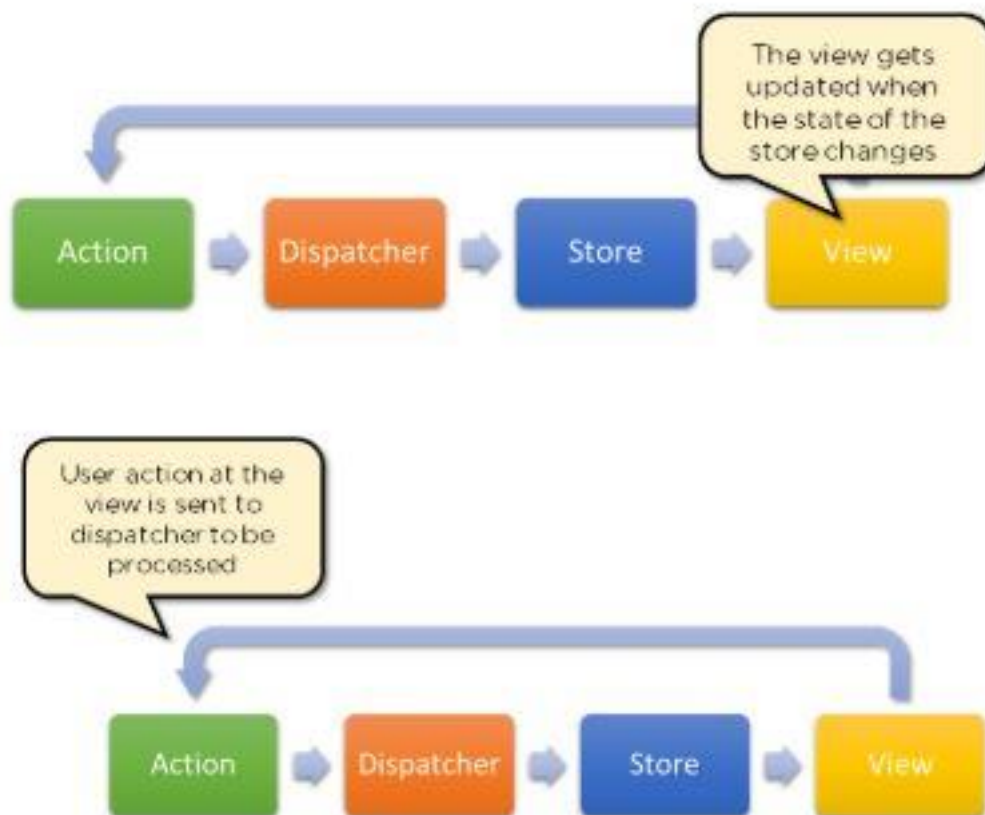 The view gets
updated when
the state of the
store changes
Action
Dispatcher
Store
View
User action at the
view is sent to
dispatcher to be
processed
Action
Dispatcher
Store
View